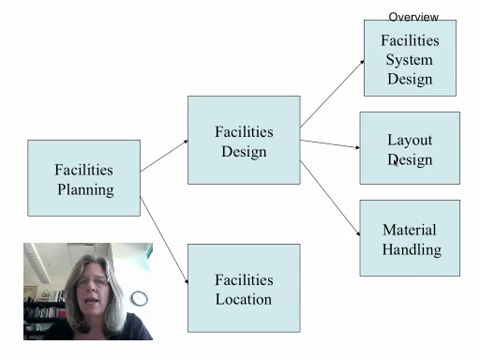 Overview
Facilities
System
Design
Facilities
Design
Layout
Design
Facilities
Planning
Material
Handling
Facilities
Location